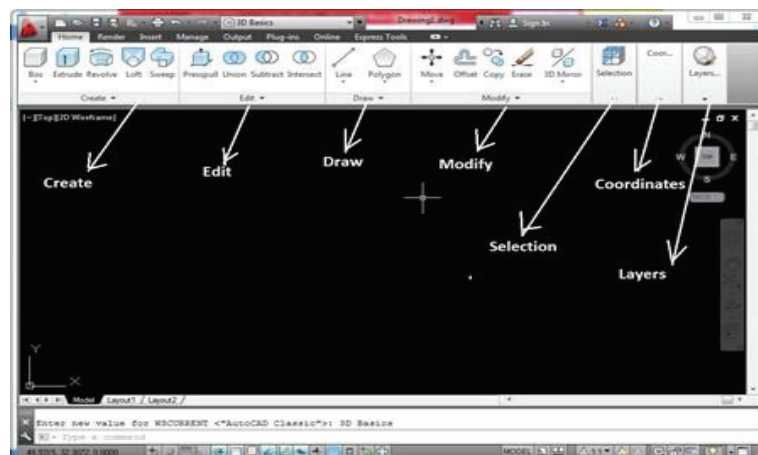 3D Basics
Drawing1.dwg
Sign In
Home Render Insert Manage Output Plug-ins Online Express Tools
Box Extrude Revolve Loft Sweep Presspull Union Subtract Intersect Line Polygon Move Offset Copy Erase 3D Mirror Selection Coor... Layers...
Create Edit Draw Modify
[-][Top][2D Wireframe]
N
W TOP E
S
Create
Edit
Draw
Modify
Coordinates
Selection
Layers
Y
X
Model Layout1 Layout2
Enter new value for WSCURRENT <"AutoCAD Classic">: 3D Basics
Type a command
MODEL